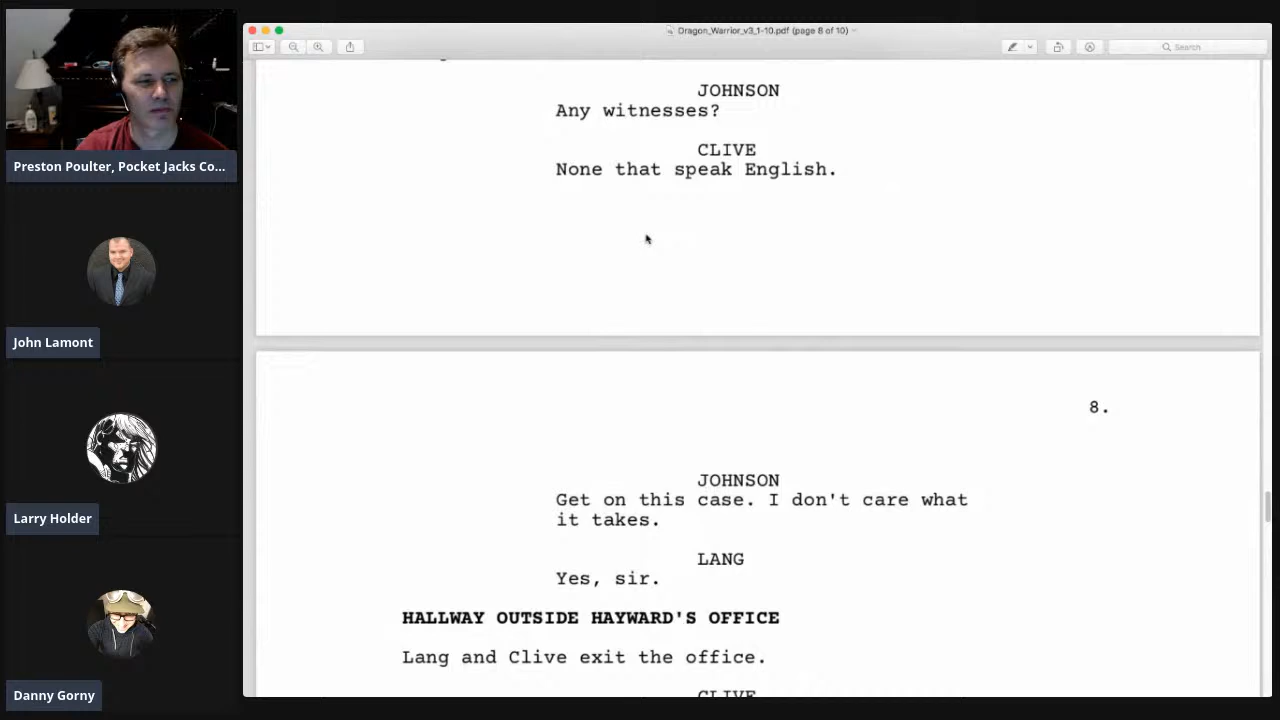 Dragon_Warrior_v3_1-10.pdf (page 8 of 10)
Search
JOHNSON
Any witnesses?
CLIVE
None that speak English.
8.
JOHNSON
Get on this case. I don't care what
it takes.
LANG
Yes, sir.
HALLWAY OUTSIDE HAYWARD'S OFFICE
Lang and Clive exit the office.
CLIVE
Preston Poulter, Pocket Jacks Co...
John Lamont
Larry Holder
Danny Gorny